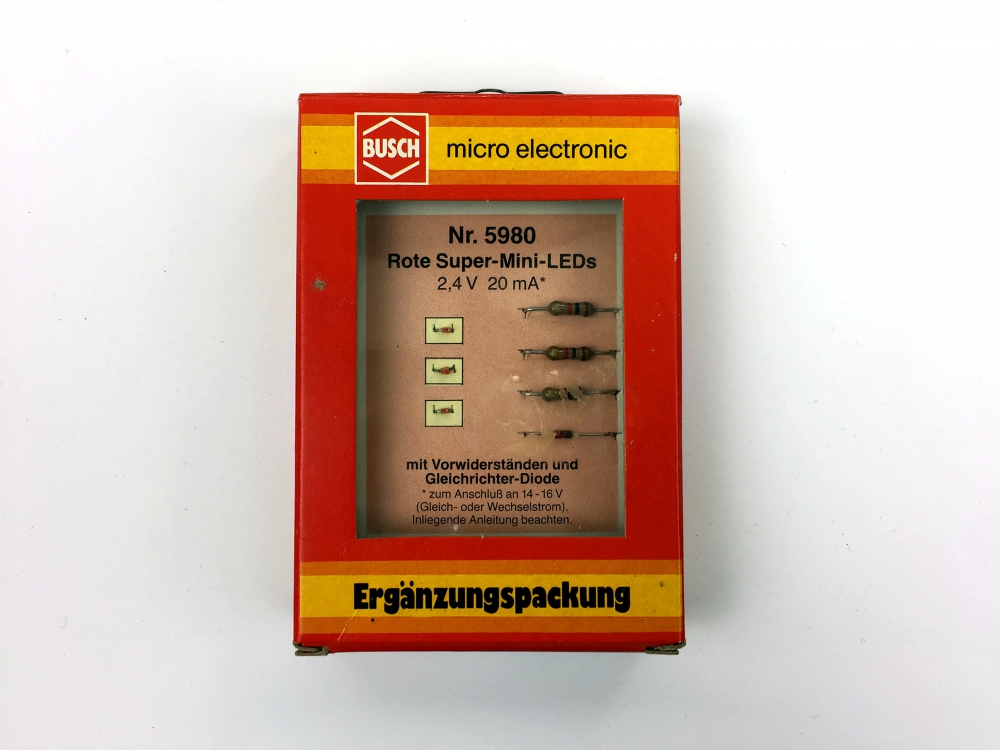 BUSCH
micro electronic
Nr. 5980
Rote Super-Mini-LEDs
2,4 V 20 mA*
mit Vorwiderständen und
Gleichrichter-Diode
* zum Anschluß an 14 - 16 V
(Gleich- oder Wechselstrom).
Inliegende Anleitung beachten.
Ergänzungspackung